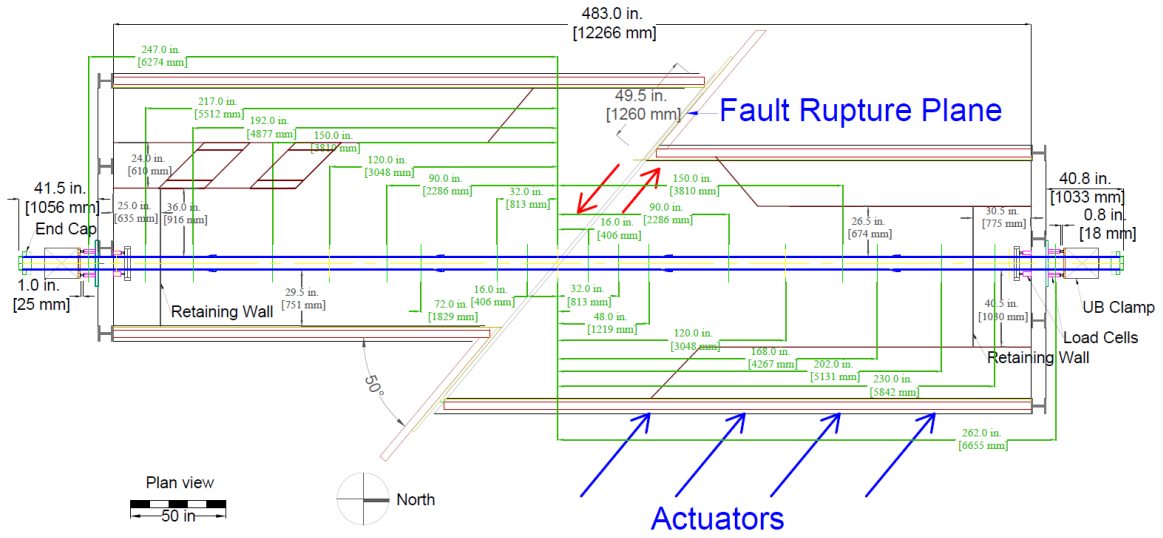 483.0 in.
[12266 mm]
247.0 in.
[6274 mm]
217.0 in.
[5512 mm]
192.0 in.
[4877 mm]
150.0 in.
[3810 mm]
120.0 in.
[3048 mm]
90.0 in.
[2286 mm]
32.0 in.
[813 mm]
49.5 in.
[1260 mm]
Fault Rupture Plane
24.0 in.
[610 mm]
41.5 in.
[1056 mm]
25.0 in.
[635 mm]
36.0 in.
[916 mm]
150.0 in.
[3810 mm]
90.0 in.
[2286 mm]
16.0 in.
[406 mm]
26.5 in.
[674 mm]
30.5 in.
[775 mm]
40.8 in.
[1033 mm]
0.8 in.
[18 mm]
End Cap
1.0 in.
[25 mm]
Retaining Wall
29.5 in.
[751 mm]
72.0 in.
[1829 mm]
16.0 in.
[406 mm]
32.0 in.
[813 mm]
48.0 in.
[1219 mm]
120.0 in.
[3048 mm]
168.0 in.
[4267 mm]
202.0 in.
[5131 mm]
230.0 in.
[5842 mm]
262.0 in.
[6655 mm]
40.5 in.
[1030 mm]
UB Clamp
Load Cells
Retaining Wall
50°
Plan view
50 in
North
Actuators